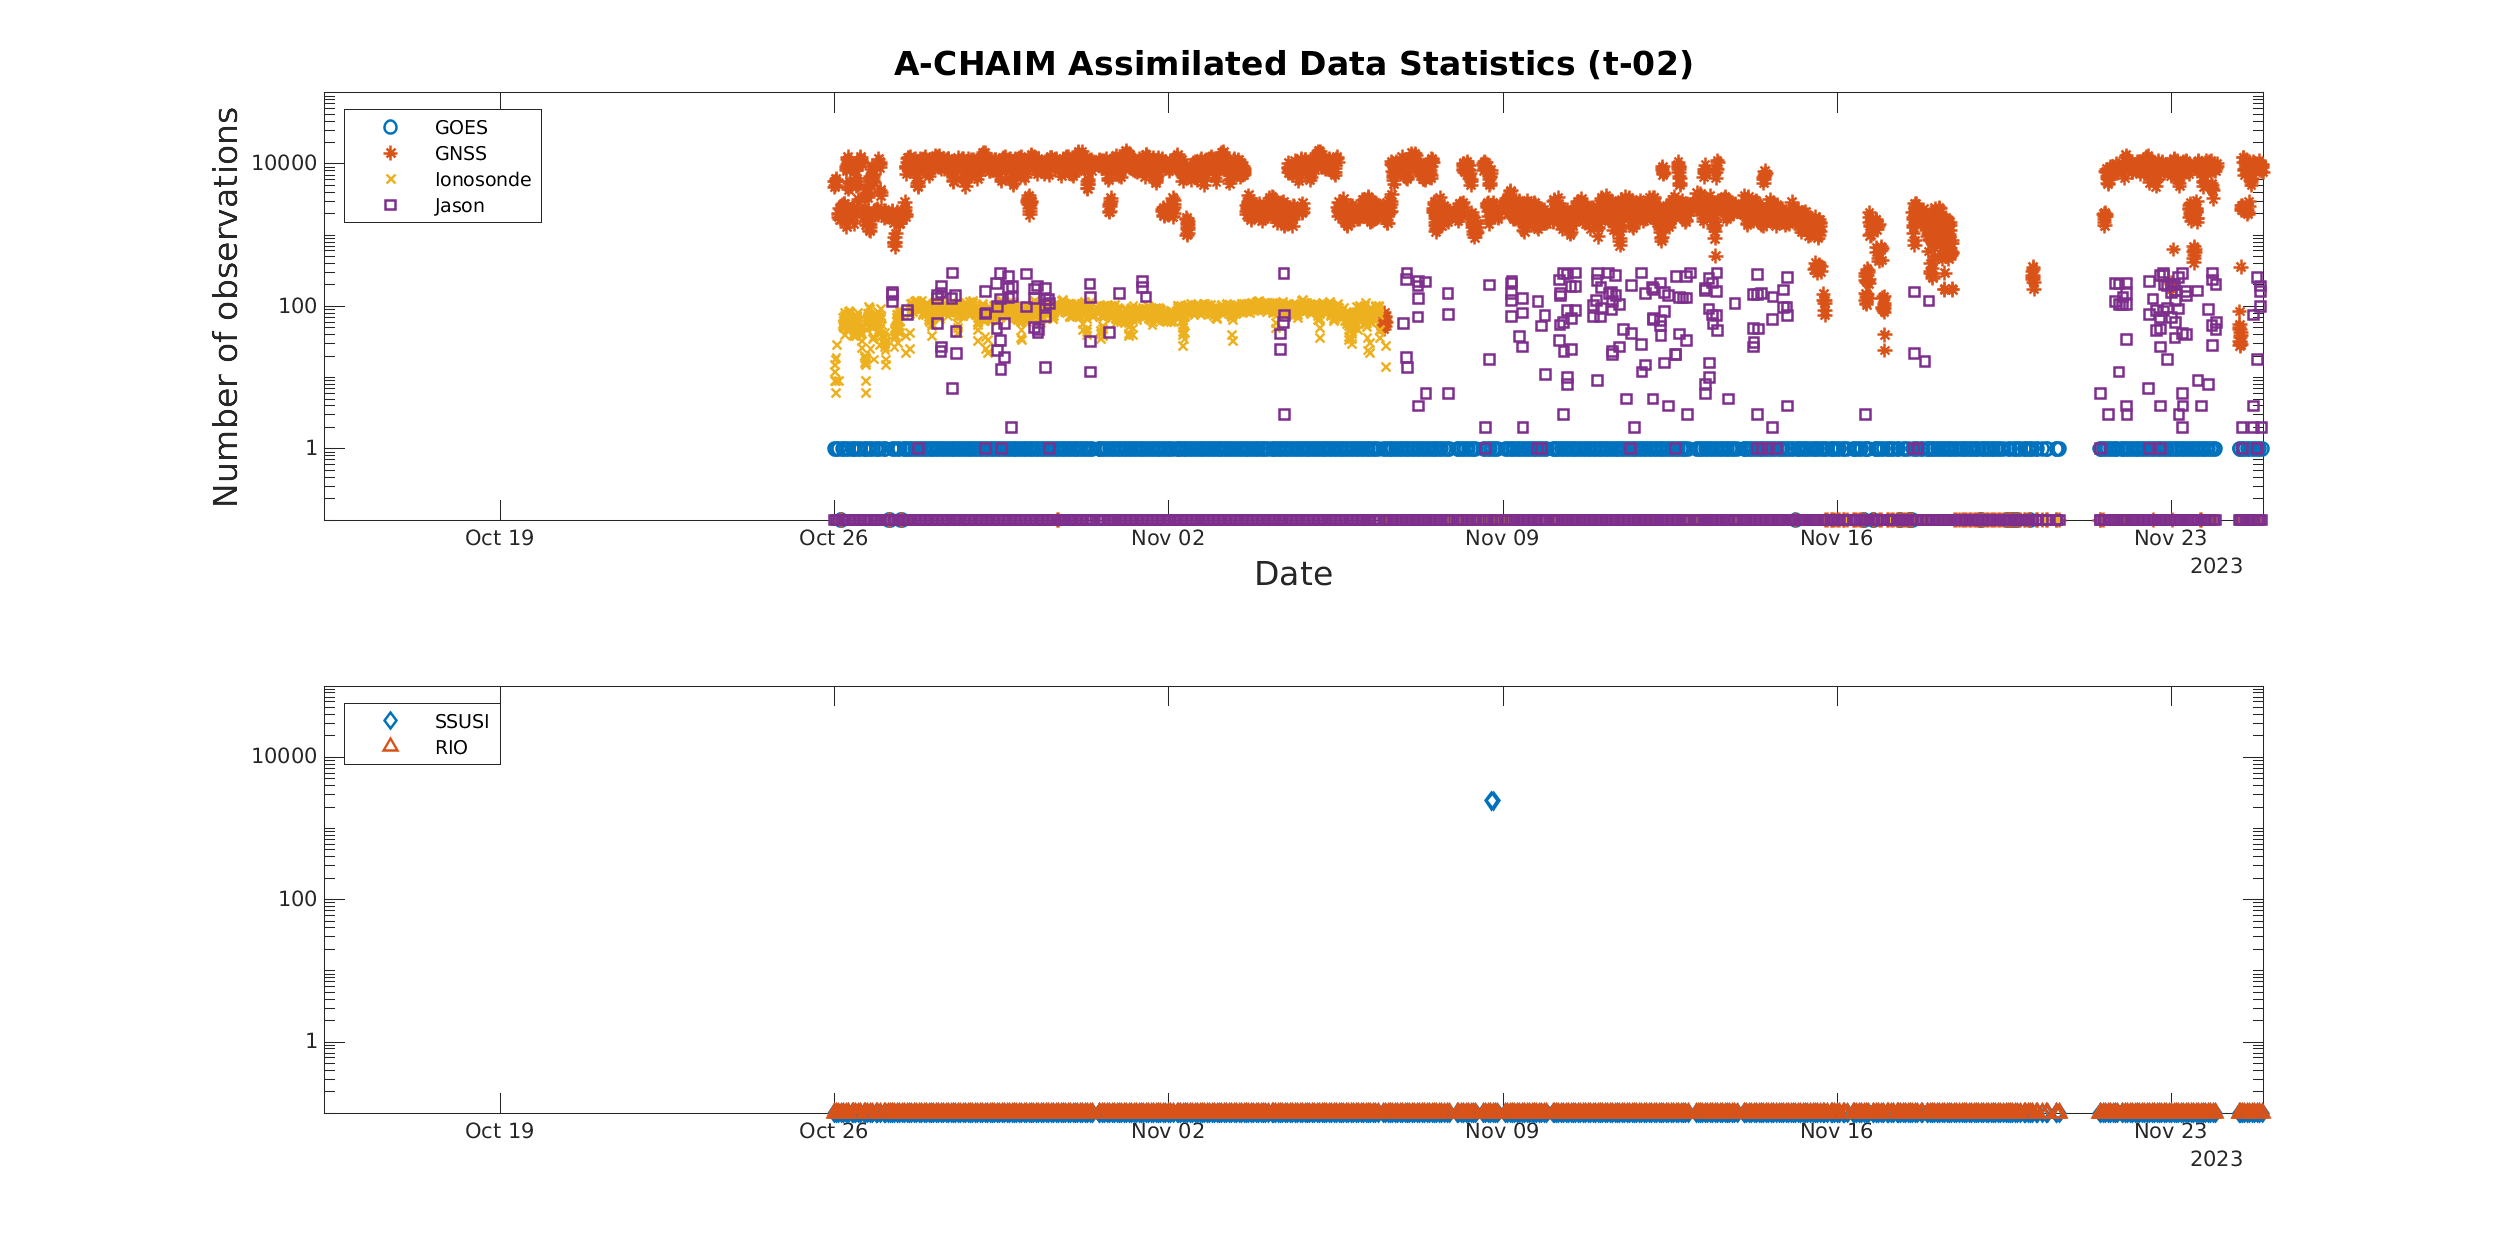 A-CHAIM Assimilated Data Statistics (t-02)
Number of observations
10000
100
1
GOES
GNSS
Ionosonde
Jason
Oct 19
Oct 26
Nov 02
Nov 09
Nov 16
Nov 23
2023
Date
10000
100
1
SSUSI
RIO
Oct 19
Oct 26
Nov 02
Nov 09
Nov 16
Nov 23
2023